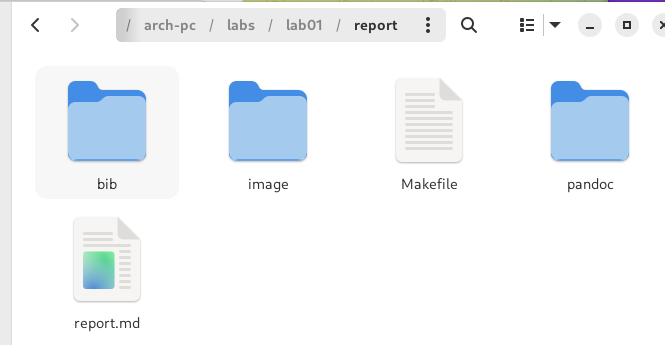 / arch-pc / labs / lab01 / report
bib
image
Makefile
pandoc
report.md